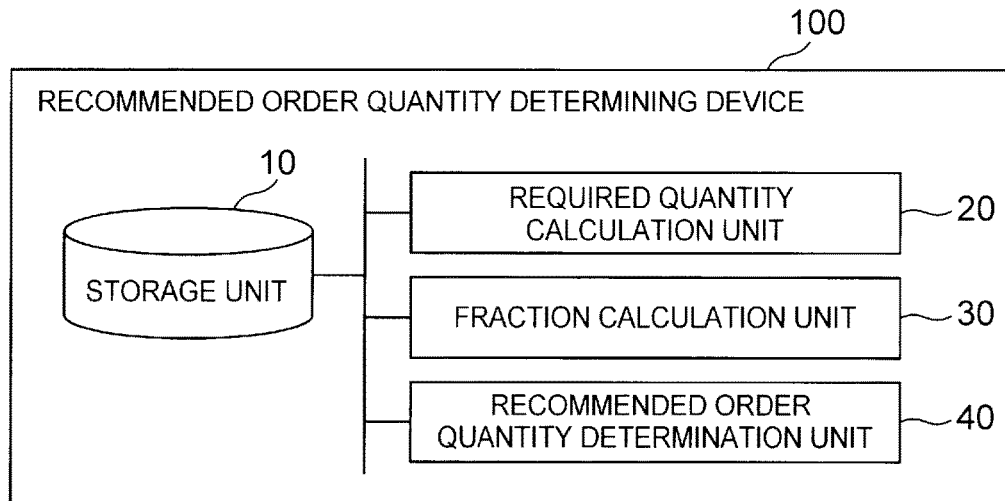 100
RECOMMENDED ORDER QUANTITY DETERMINING DEVICE
10
STORAGE UNIT
REQUIRED QUANTITY
CALCULATION UNIT
20
FRACTION CALCULATION UNIT
30
RECOMMENDED ORDER
QUANTITY DETERMINATION UNIT
40